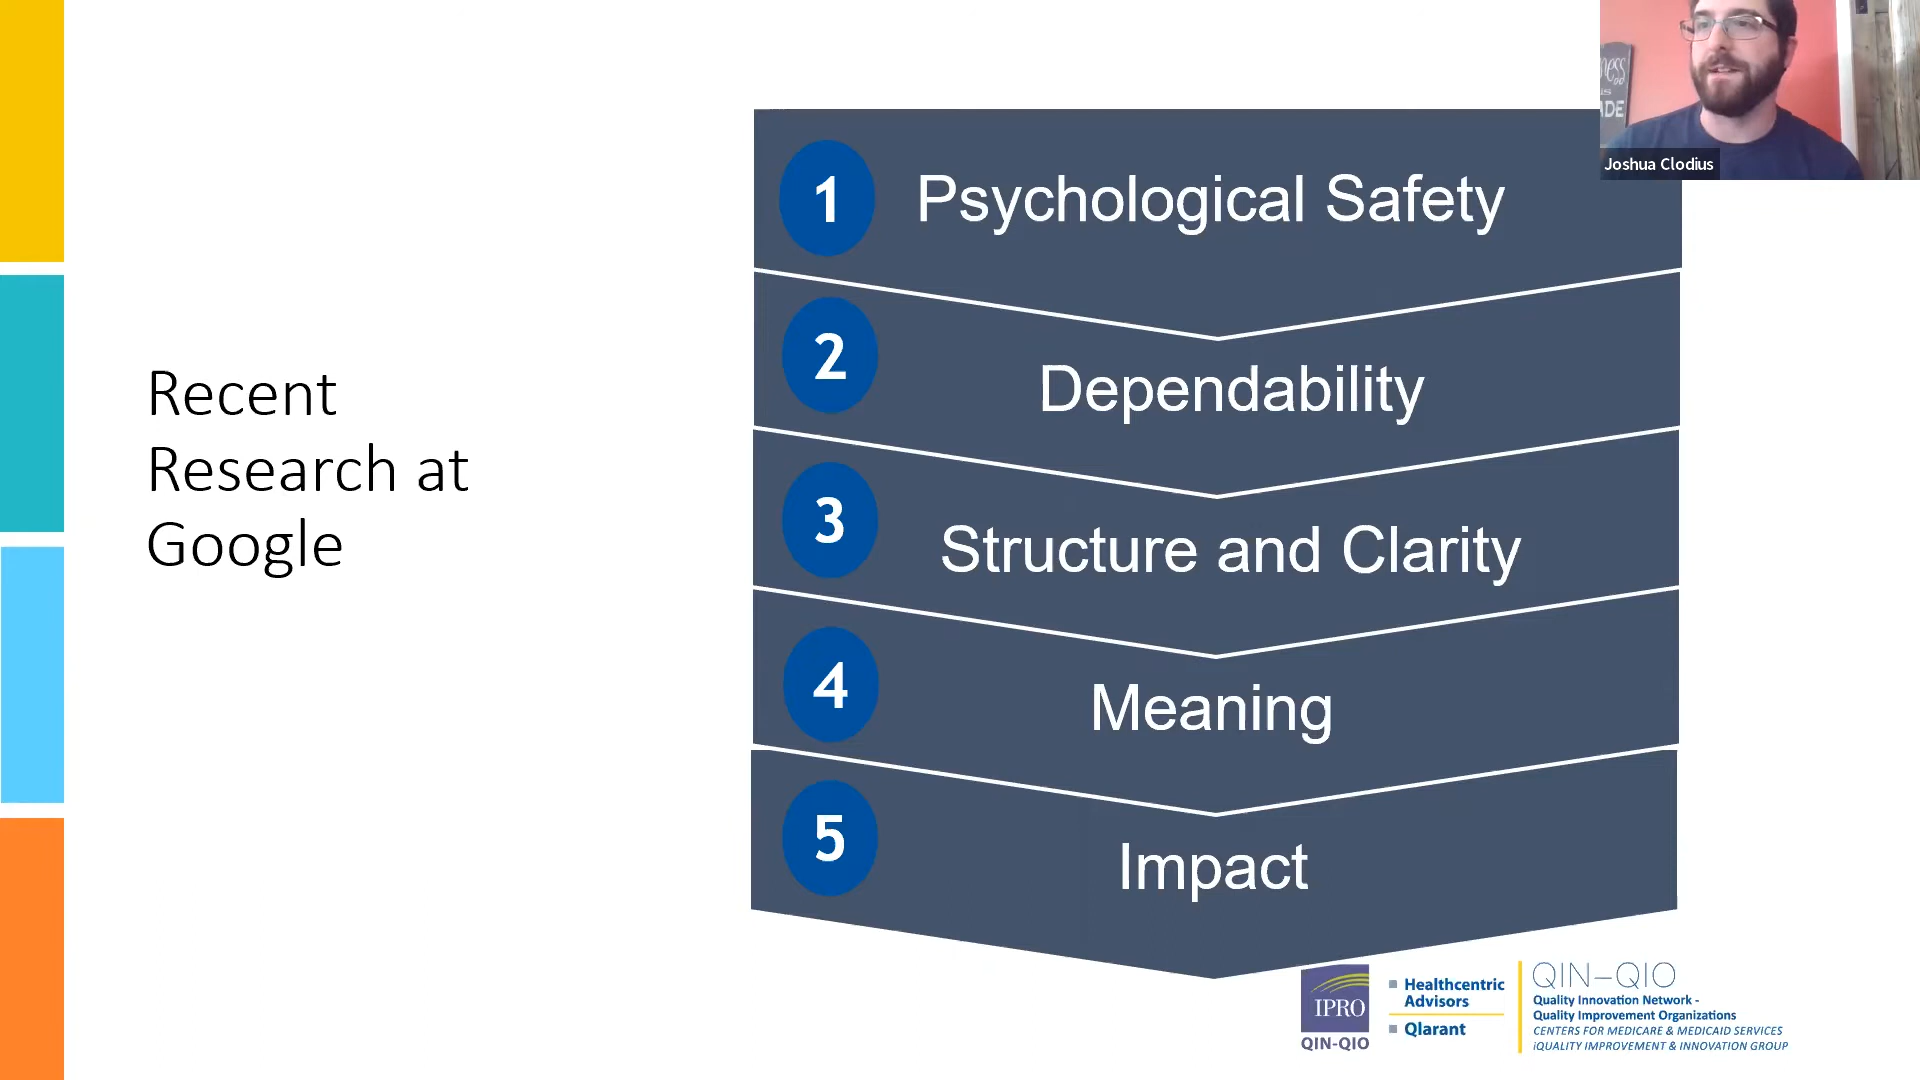 Recent
Research at
Google
1
Psychological Safety
2
Dependability
3
Structure and Clarity
4
Meaning
5
Impact
ness
ADE
Joshua Clodius
IPRO
QIN-QIO
Healthcentric
Advisors
Qlarant
QIN–QIO
Quality Innovation Network -
Quality Improvement Organizations
CENTERS FOR MEDICARE & MEDICAID SERVICES
iQUALITY IMPROVEMENT & INNOVATION GROUP